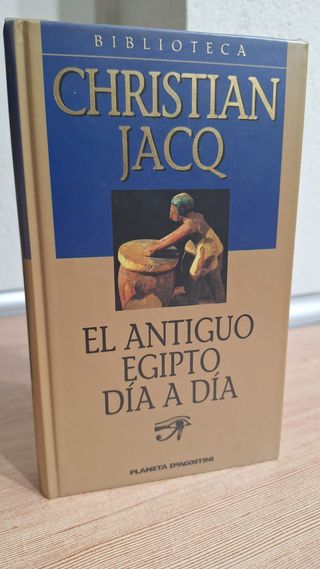 BIBLIOTECA
CHRISTIAN
JACQ
EL ANTIGUO
EGIPTO
DÍA A DÍA
PLANETA DEAGOSTINI